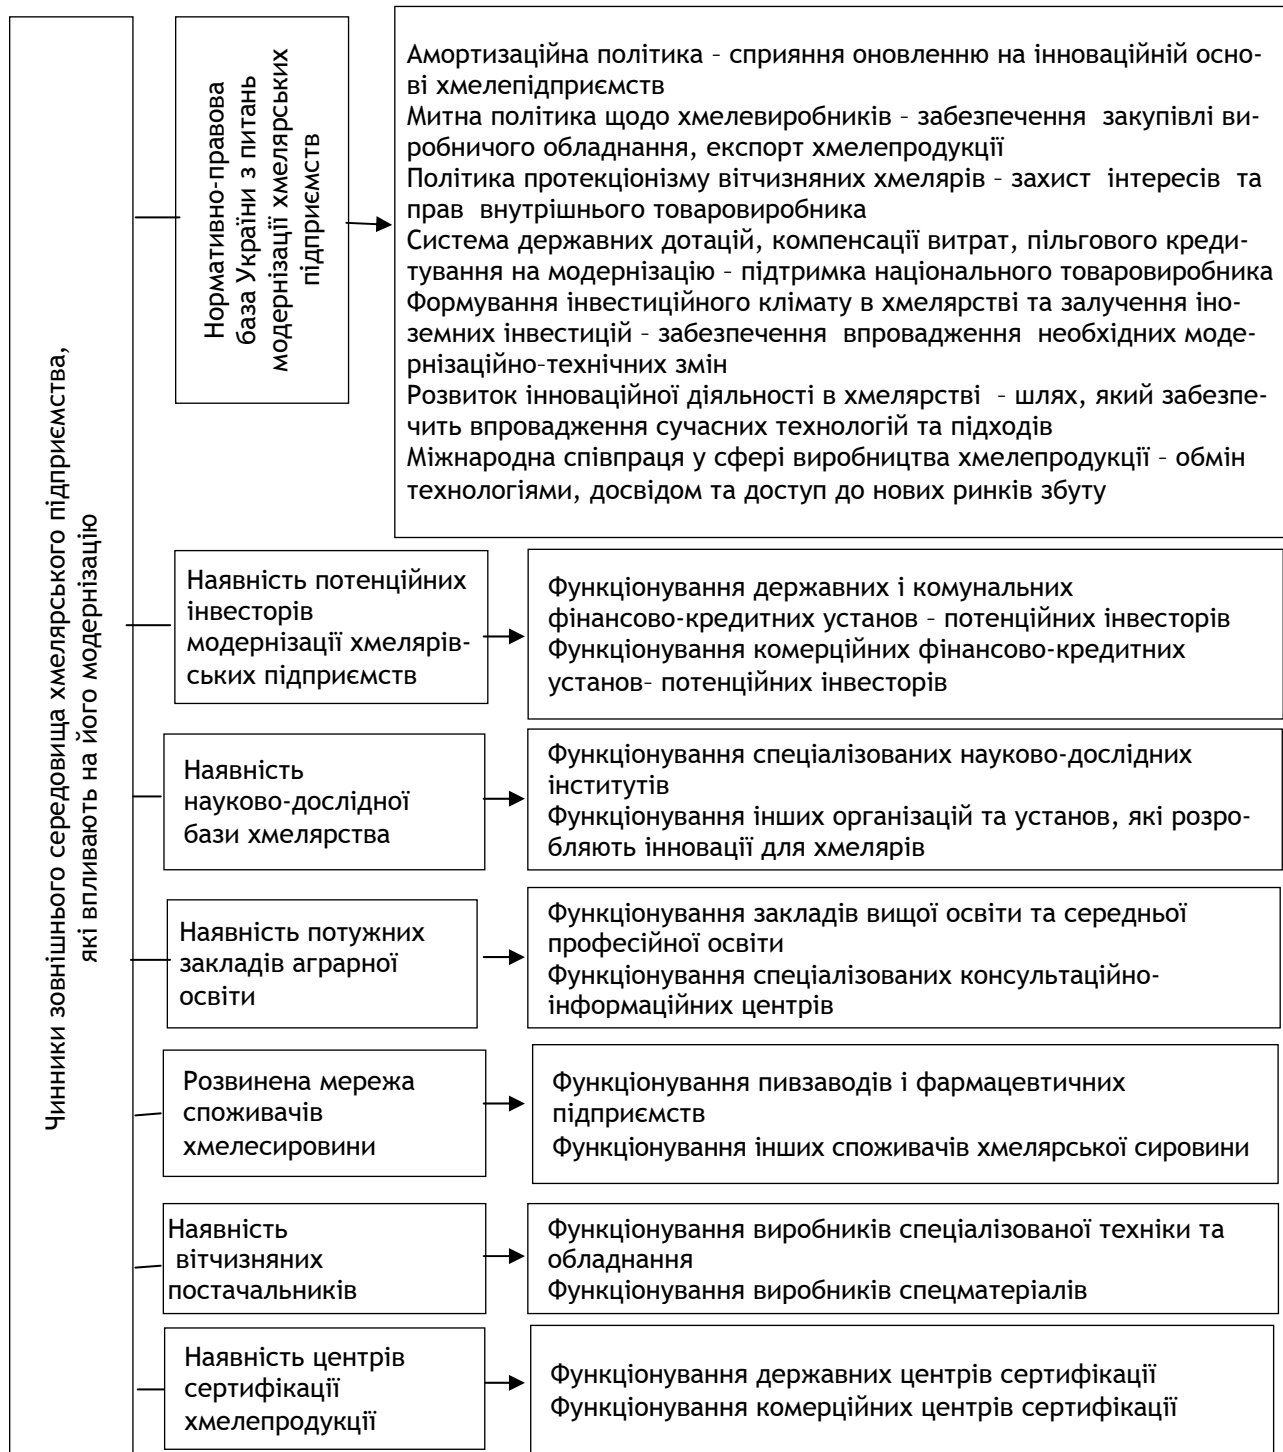 Чинники зовнішнього середовища хмелярського підприємства,
які впливають на його модернізацію
Нормативно-правова
база України з питань
модернізації хмелярських
підприємств
Амортизаційна політика - сприяння оновленню на інноваційній осно-
ві хмелепідприємств
Митна політика щодо хмелевиробників - забезпечення закупівлі ви-
робничого обладнання, експорт хмелепродукції
Політика протекціонізму вітчизняних хмелярів - захист інтересів та
прав внутрішнього товаровиробника
Система державних дотацій, компенсації витрат, пільгового креди-
тування на модернізацію - підтримка національного товаровиробника
Формування інвестиційного клімату в хмелярстві та залучення іно-
земних інвестицій - забезпечення впровадження необхідних моде-
рнізаційно-технічних змін
Розвиток інноваційної діяльності в хмелярстві - шлях, який забезпе-
чить впровадження сучасних технологій та підходів
Міжнародна співпраця у сфері виробництва хмелепродукції - обмін
технологіями, досвідом та доступ до нових ринків збуту
Наявність потенційних
інвесторів
модернізації хмелярів-
ських підприємств
Функціонування державних і комунальних
фінансово-кредитних установ - потенційних інвесторів
Функціонування комерційних фінансово-кредитних
установ- потенційних інвесторів
Наявність
науково-дослідної
бази хмелярства
Функціонування спеціалізованих науково-дослідних
інститутів
Функціонування інших організацій та установ, які розро-
бляють інновації для хмелярів
Наявність потужних
закладів аграрної
освіти
Функціонування закладів вищої освіти та середньої
професійної освіти
Функціонування спеціалізованих консультаційно-
інформаційних центрів
Розвинена мережа
споживачів
хмелесировини
Функціонування пивзаводів і фармацевтичних
підприємств
Функціонування інших споживачів хмелярської сировини
Наявність
вітчизняних
постачальників
Функціонування виробників спеціалізованої техніки та
обладнання
Функціонування виробників спецматеріалів
Наявність центрів
сертифікації
хмелепродукції
Функціонування державних центрів сертифікації
Функціонування комерційних центрів сертифікації